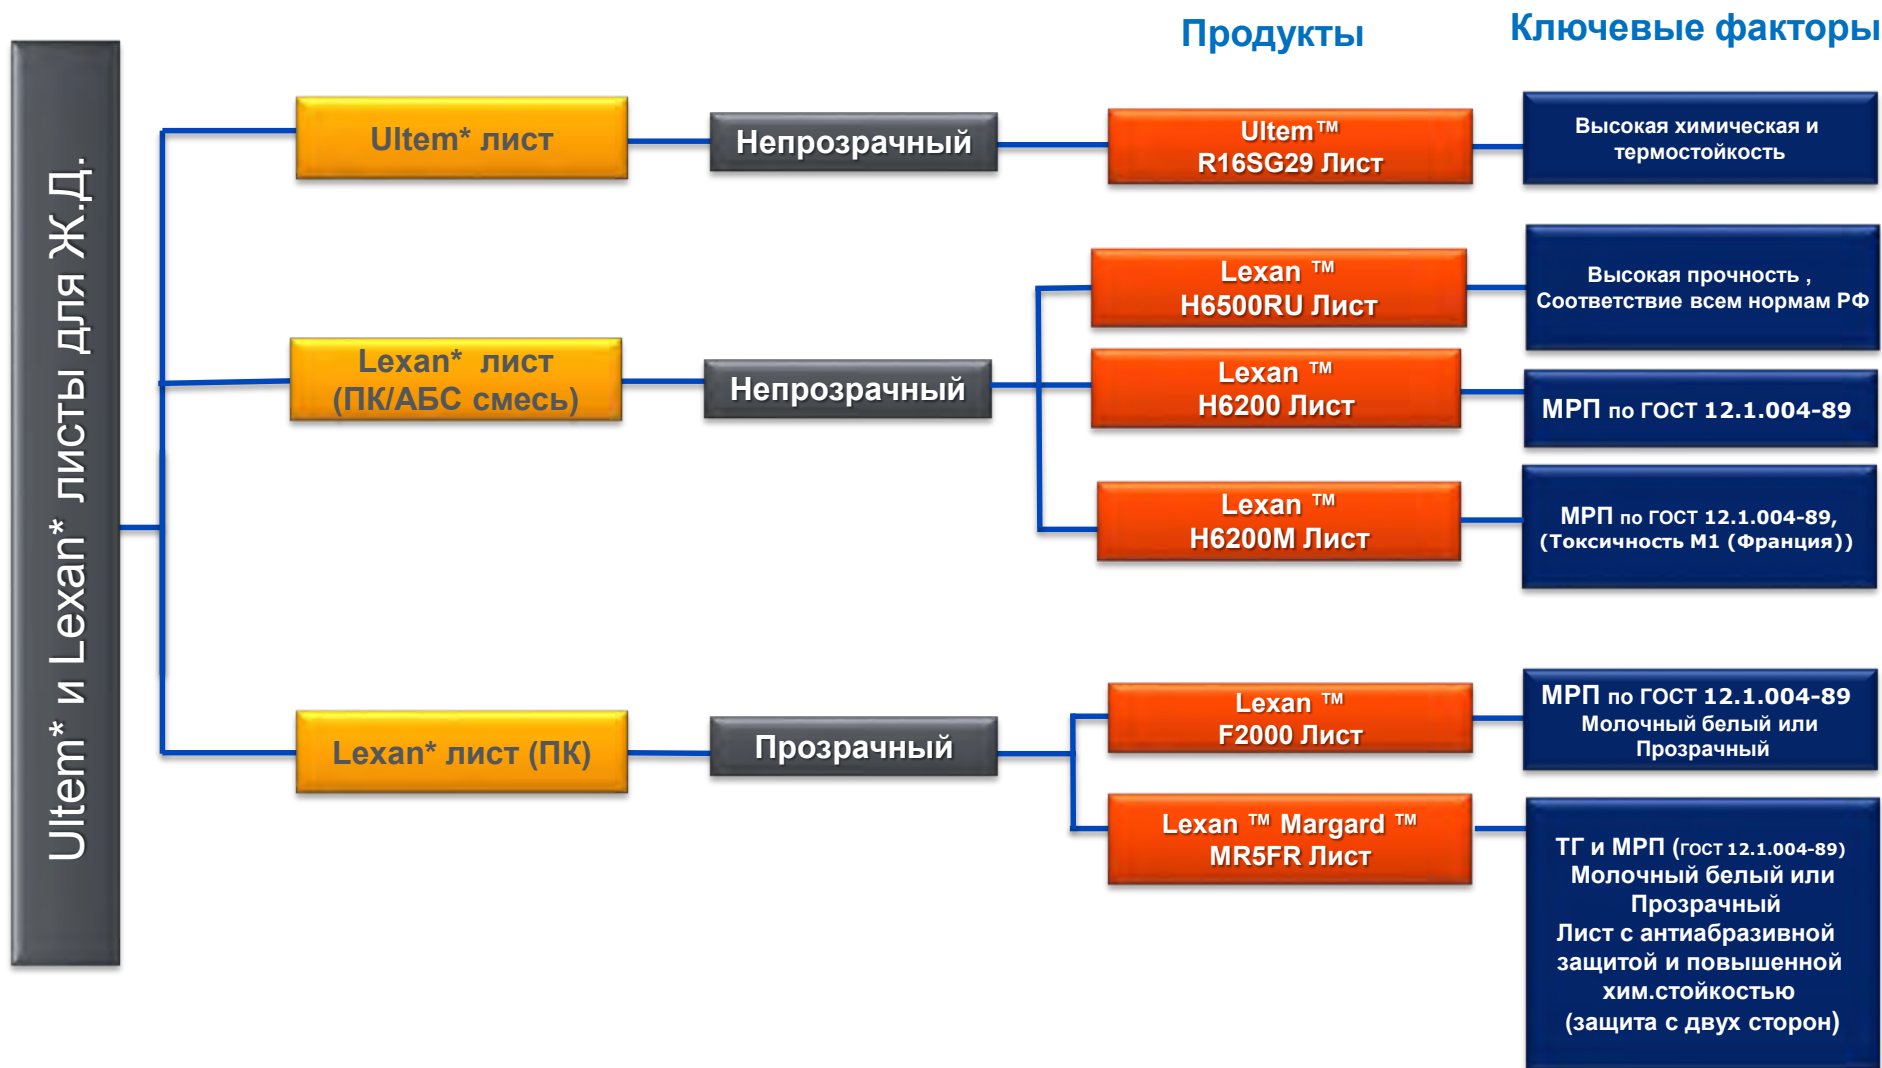 Продукты
Ключевые факторы
Ultem* и Lexan* листы для Ж.Д.
Ultem* лист
Непрозрачный
Ultem™
R16SG29 Лист
Высокая химическая и
термостойкость
Lexan* лист
(ПК/АБС смесь)
Непрозрачный
Lexan ™
H6500RU Лист
Высокая прочность ,
Соответствие всем нормам РФ
Lexan ™
H6200 Лист
МРП по ГОСТ 12.1.004-89
Lexan ™
H6200M Лист
МРП по ГОСТ 12.1.004-89,
(Токсичность М1 (Франция))
Lexan* лист (ПК)
Прозрачный
Lexan ™
F2000 Лист
МРП по ГОСТ 12.1.004-89
Молочный белый или
Прозрачный
Lexan ™ Margard ™
MR5FR Лист
ТГ и МРП (ГОСТ 12.1.004-89)
Молочный белый или
Прозрачный
Лист с антиабразивной
защитой и повышенной
хим.стойкостью
(защита с двух сторон)